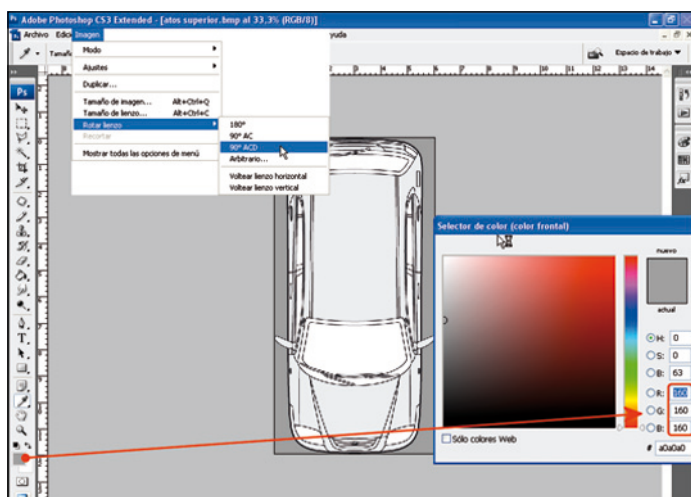 Adobe Photoshop CS3 Extended - [atos superior.bmp al 33,3% (RGB/8)]
Archivo Edici Imagen yuda
Tamaño Espacio de trabajo
Modo
Ajustes
Duplicar...
Tamaño de imagen... Alt+Ctrl+Q
Tamaño de lienzo... Alt+Ctrl+C
Rotar lienzo
Recortar
Mostrar todas las opciones de menú
180°
90° AC
90° ACD
Arbitrario...
Voltear lienzo horizontal
Voltear lienzo vertical
Ps
Selector de color (color frontal)
nuevo
actual
H: 0
S: 0
B: 63
R: 160
G: 160
B: 160
Sólo colores Web
# a0a0a0